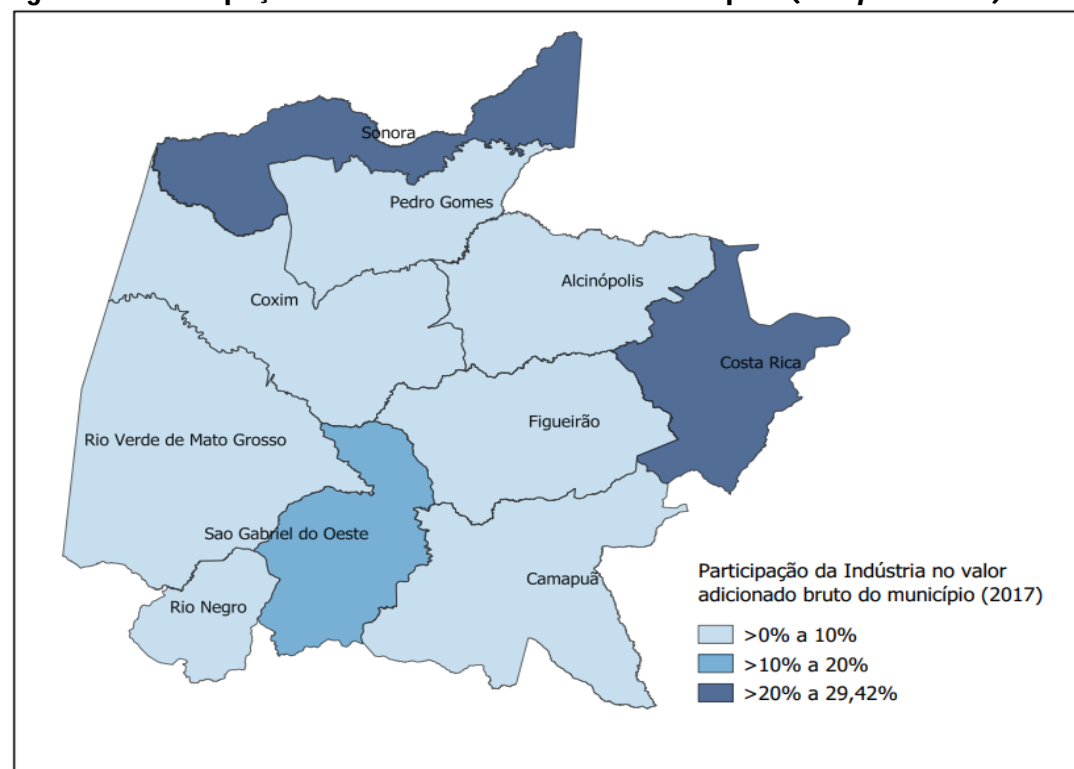 Sonora
Pedro Gomes
Alcinópolis
Coxim
Costa Rica
Figueirão
Rio Verde de Mato Grosso
Sao Gabriel do Oeste
Camapuã
Rio Negro
Participação da Indústria no valor
adicionado bruto do município (2017)
>0% a 10%
>10% a 20%
>20% a 29,42%